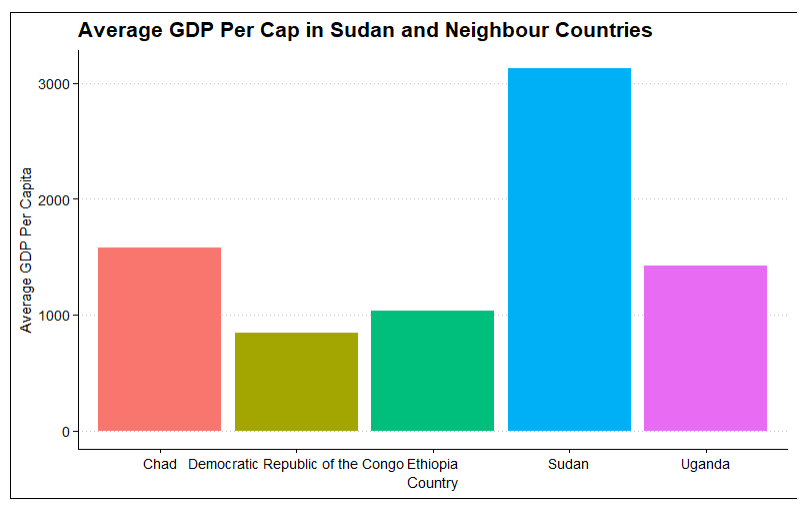 Average GDP Per Cap in Sudan and Neighbour Countries
Average GDP Per Capita
3000
2000
1000
0
Chad Democratic Republic of the Congo Ethiopia Sudan Uganda
Country